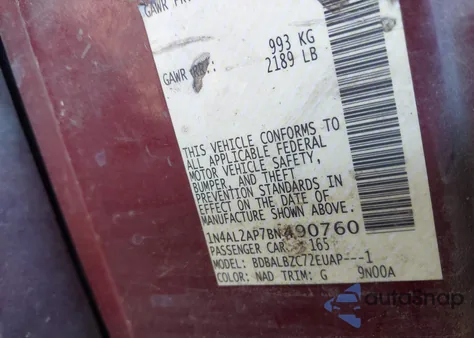 GAWR
993 KG
GAWR
2189 LB
THIS VEHICLE CONFORMS TO
ALL APPLICABLE FEDERAL
MOTOR VEHICLE SAFETY,
BUMPER, AND THEFT
PREVENTION STANDARDS IN
EFFECT ON THE DATE OF
MANUFACTURE SHOWN ABOVE.
1N4AL2AP7BN490760
PASSENGER CAR 165
MODEL: BDBALBZC72EUAP---1
COLOR: NAD TRIM: G 9N00A
autosnap